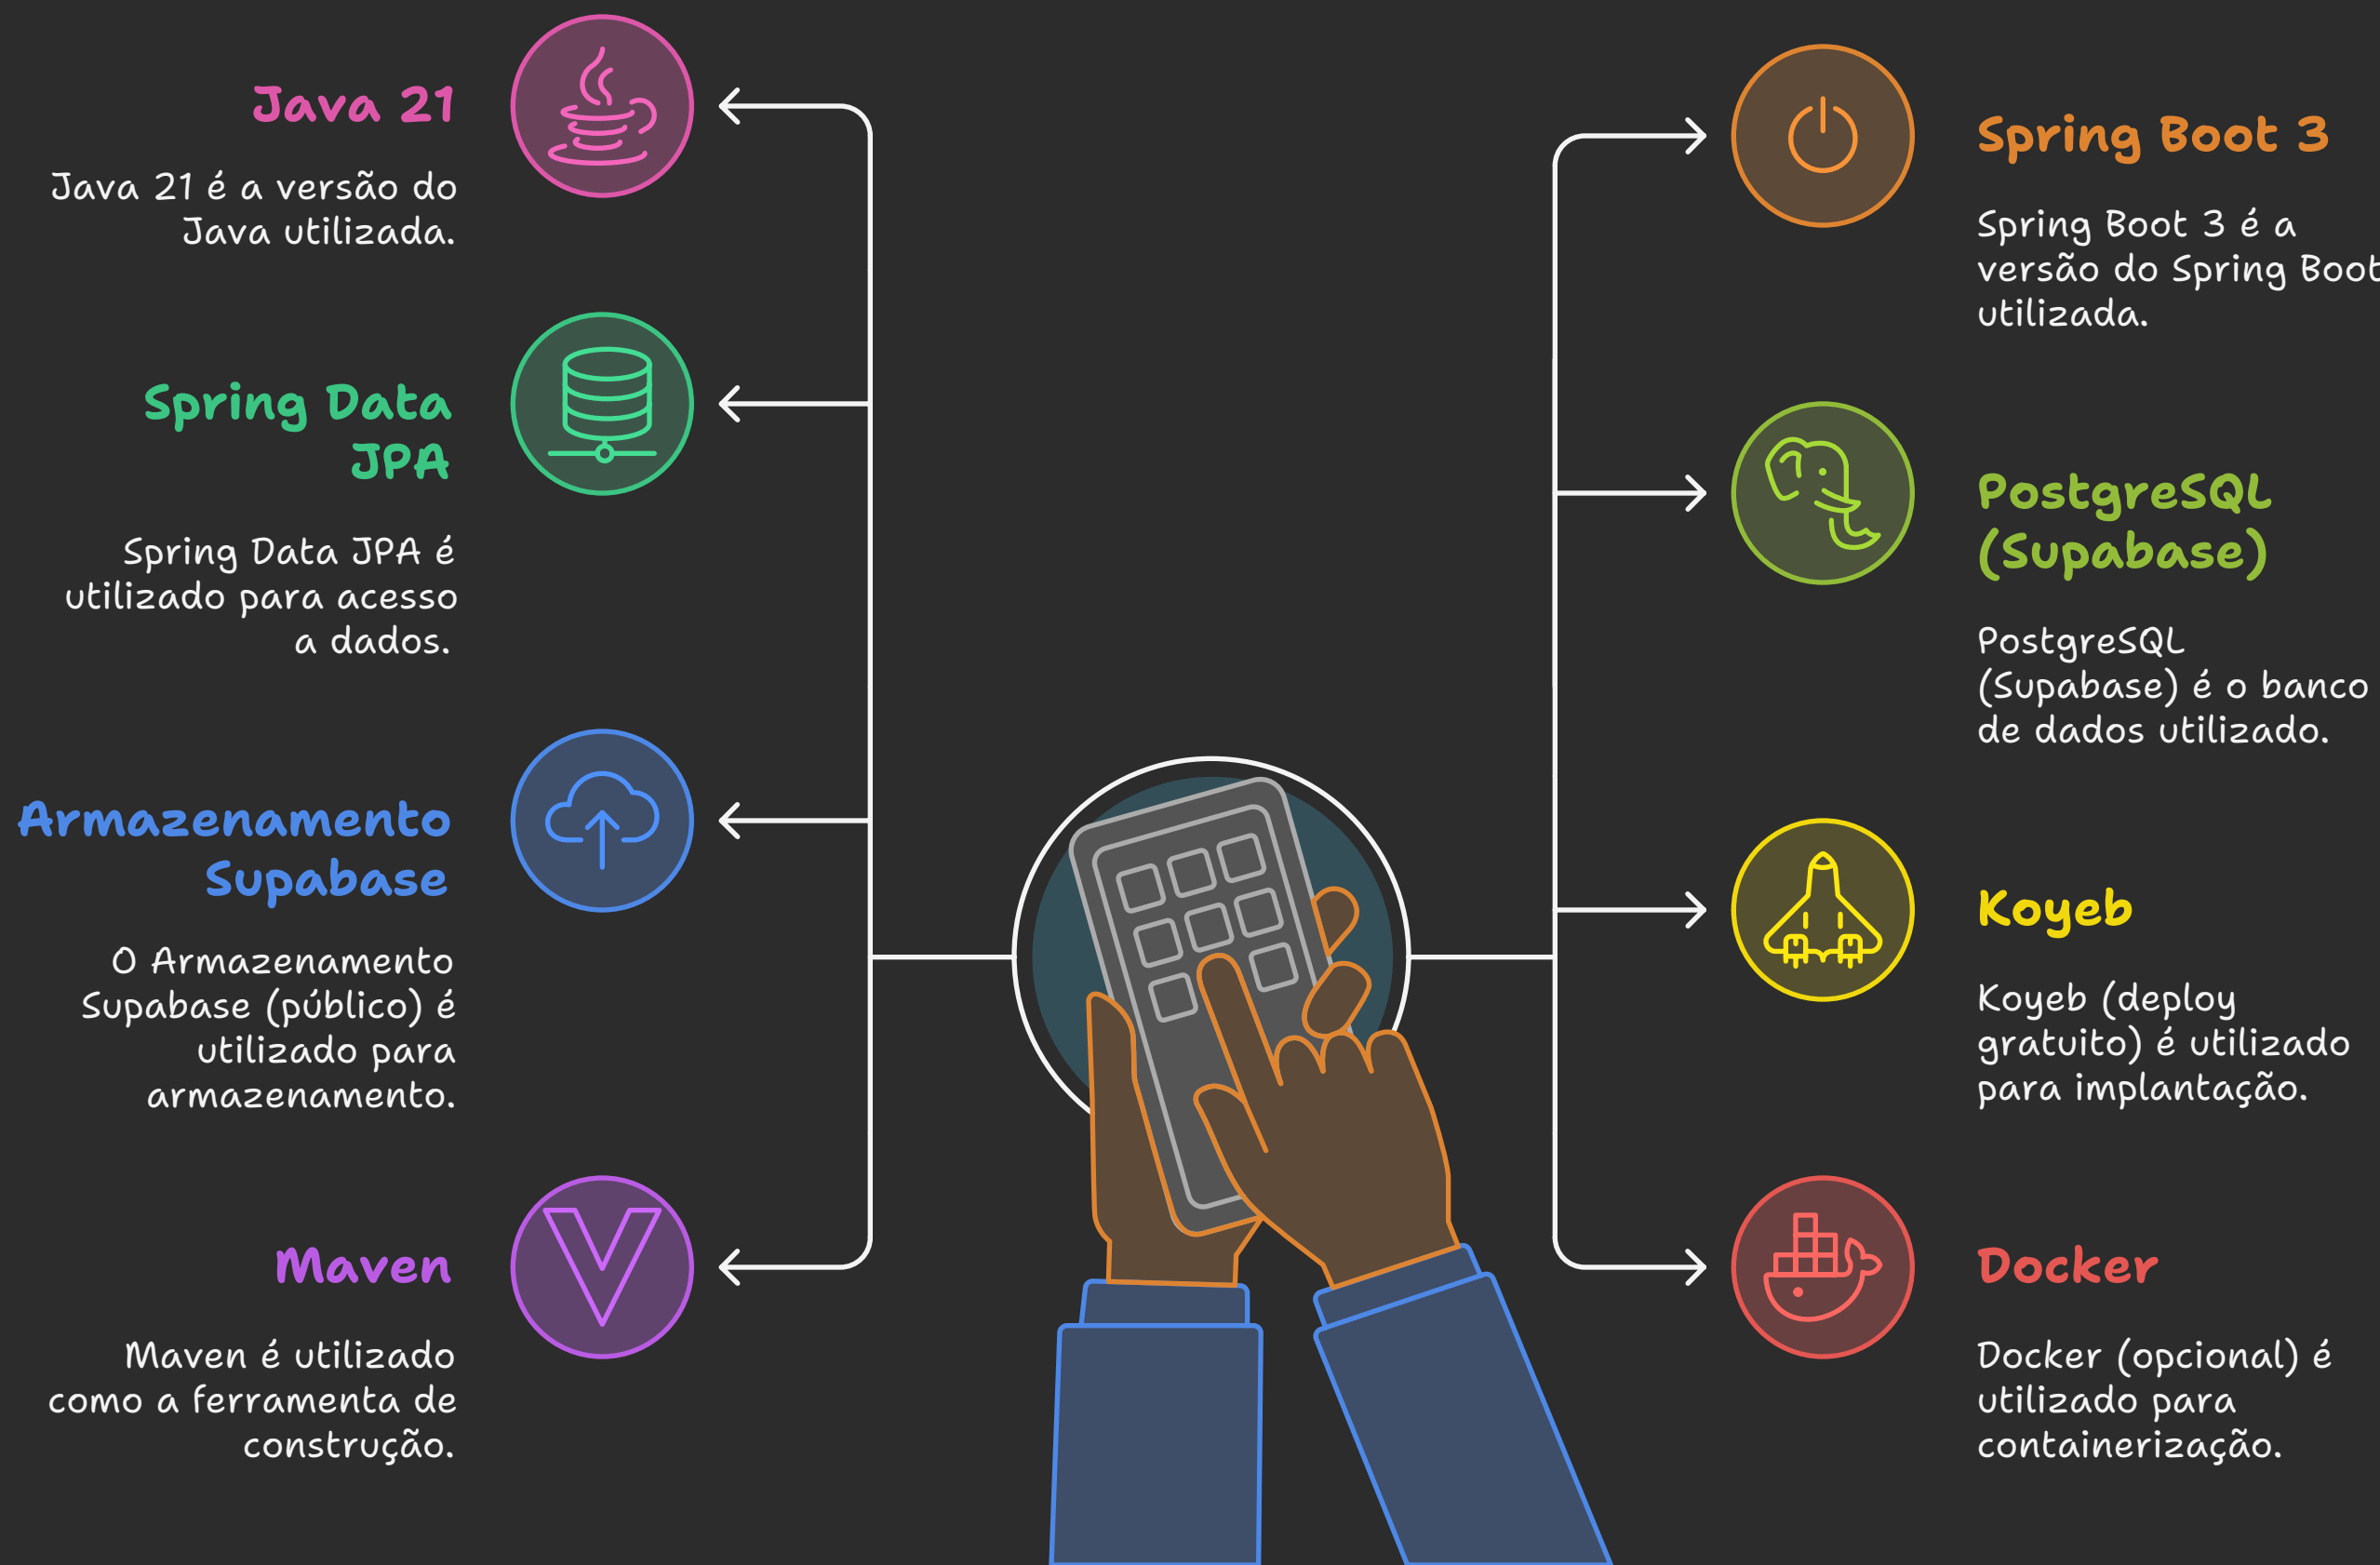 Java 21
Java 21 é a versão do
Java utilizada.
Spring Data
JPA
Spring Data JPA é
utilizado para acesso
a dados.
Armazenamento
Supabase
O Armazenamento
Supabase (público) é
utilizado para
armazenamento.
Maven
Maven é utilizado
como a ferramenta de
construção.
Spring Boot 3
Spring Boot 3 é a
versão do Spring Boot
utilizada.
PostgreSQL
(Supabase)
PostgreSQL
(Supabase) é o banco
de dados utilizado.
Koyeb
Koyeb (deploy
gratuito) é utilizado
para implantação.
Docker
Docker (opcional) é
utilizado para
containerização.